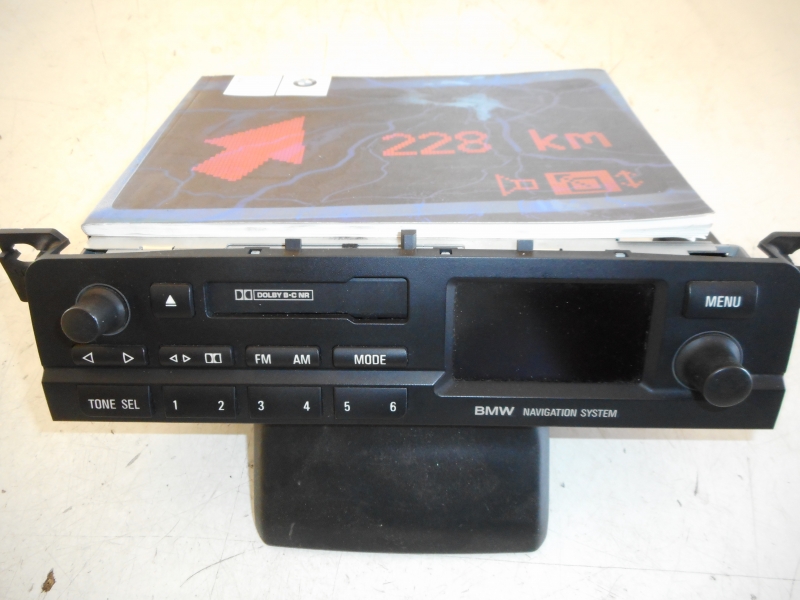 228 km
DOLBY B-C NR
MENU
FM AM
MODE
TONE SEL
1 2
3 4
5 6
BMW NAVIGATION SYSTEM